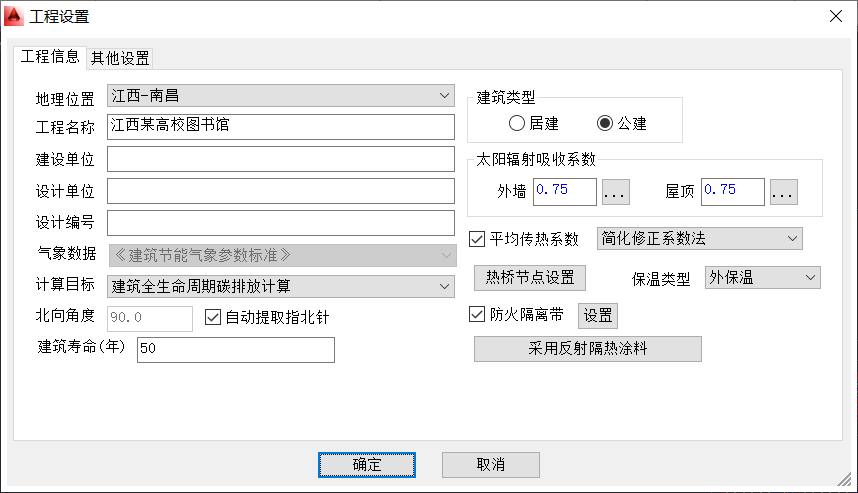 工程设置
工程信息 其他设置
地理位置 江西-南昌
工程名称 江西某高校图书馆
建设单位
设计单位
设计编号
气象数据 《建筑节能气象参数标准》
计算目标 建筑全生命周期碳排放计算
北向角度 90.0 自动提取指北针
建筑寿命(年) 50
建筑类型
居建 公建
太阳辐射吸收系数
外墙 0.75 ... 屋顶 0.75 ...
平均传热系数 简化修正系数法
热桥节点设置 保温类型 外保温
防火隔离带 设置
采用反射隔热涂料
确定 取消